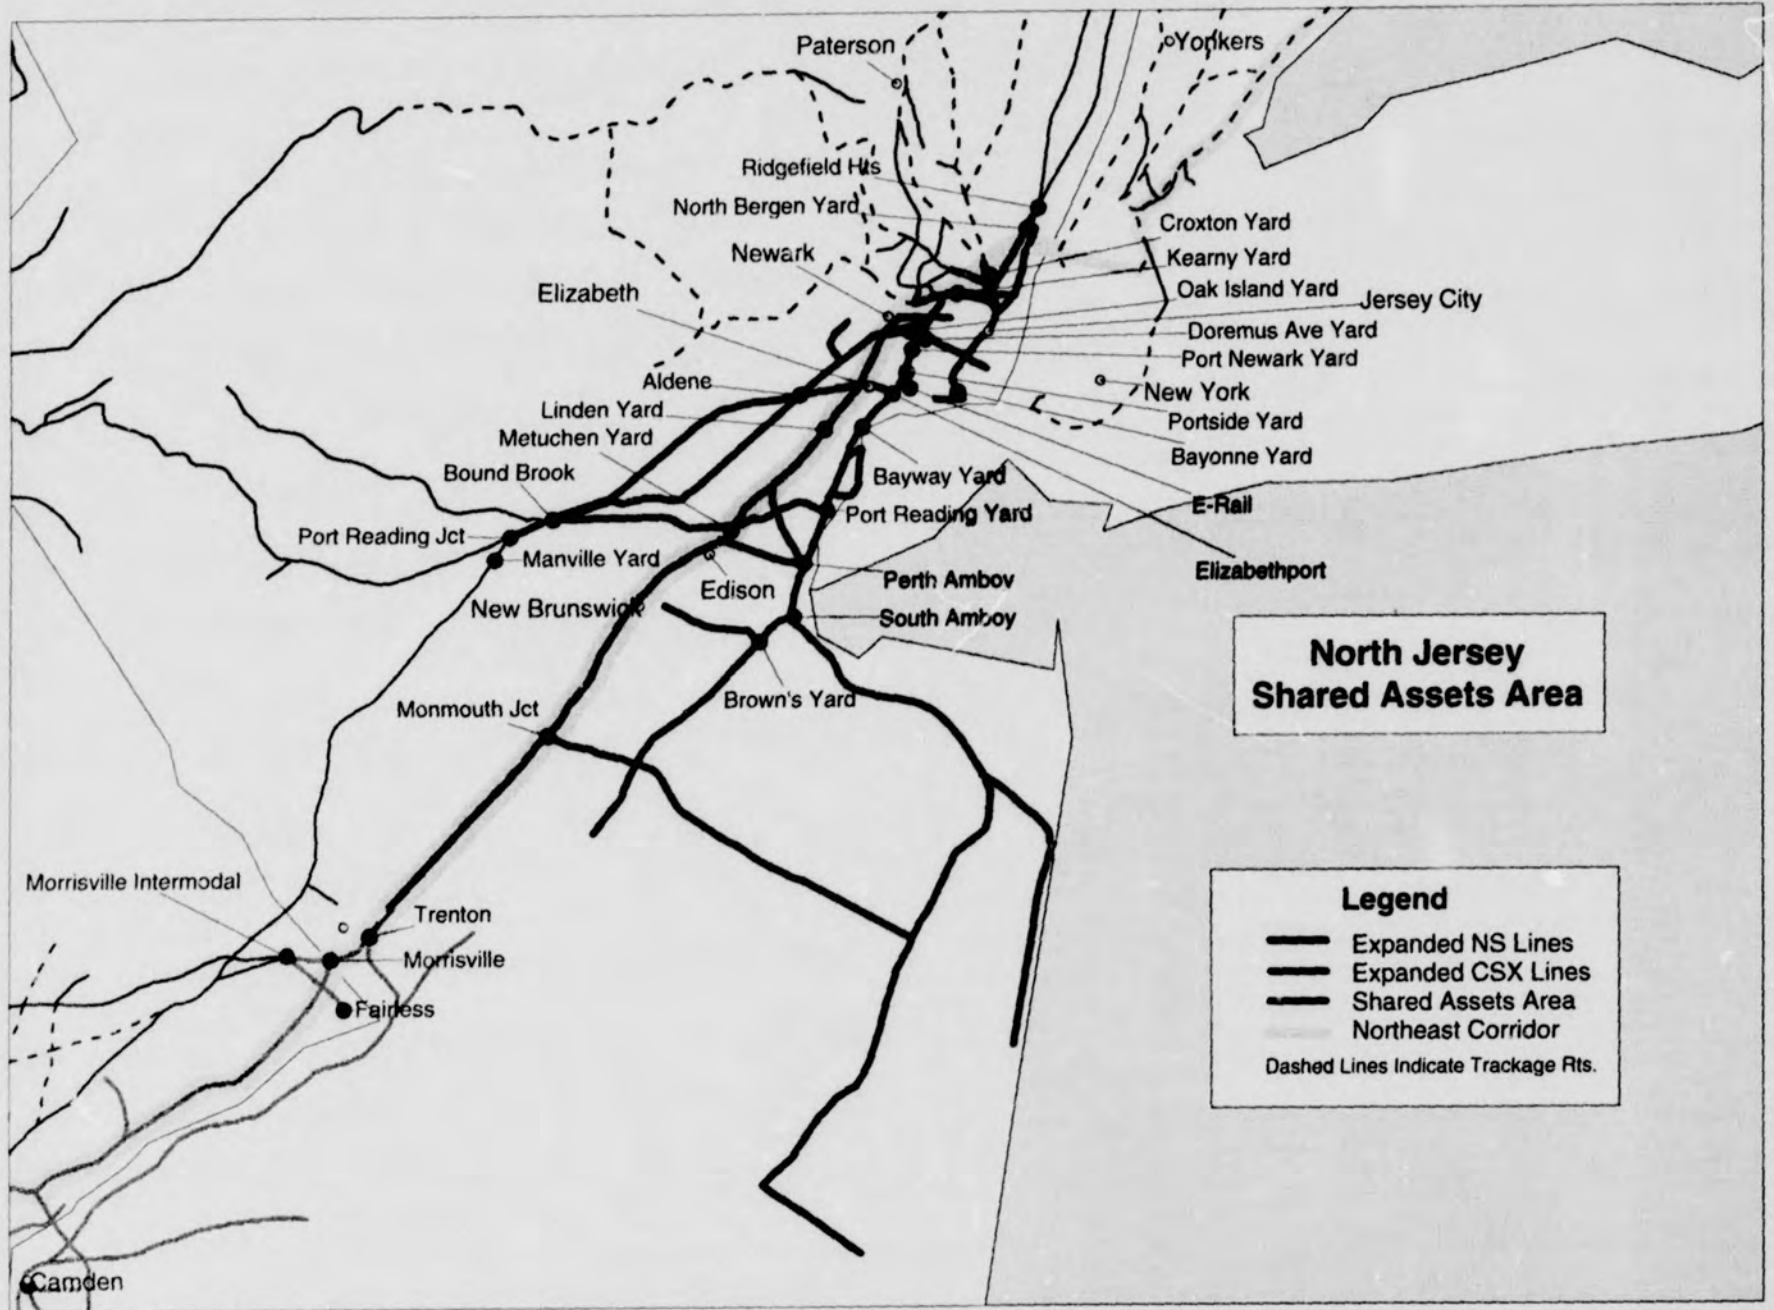 Paterson
Yonkers
Ridgefield Hts
North Bergen Yard
Croxton Yard
Newark
Kearny Yard
Elizabeth
Oak Island Yard
Jersey City
Doremus Ave Yard
Port Newark Yard
Aldene
New York
Linden Yard
Portside Yard
Metuchen Yard
Bayonne Yard
Bound Brook
Bayway Yard
E-Rail
Port Reading Yard
Port Reading Jct
Manville Yard
Elizabethport
Perth Amboy
Edison
New Brunswick
South Amboy
North Jersey
Shared Assets Area
Brown's Yard
Monmouth Jct
Morrisville Intermodal
Legend
Trenton
Expanded NS Lines
Morrisville
Expanded CSX Lines
Shared Assets Area
Fairless
Northeast Corridor
Dashed Lines Indicate Trackage Rts.
Camden